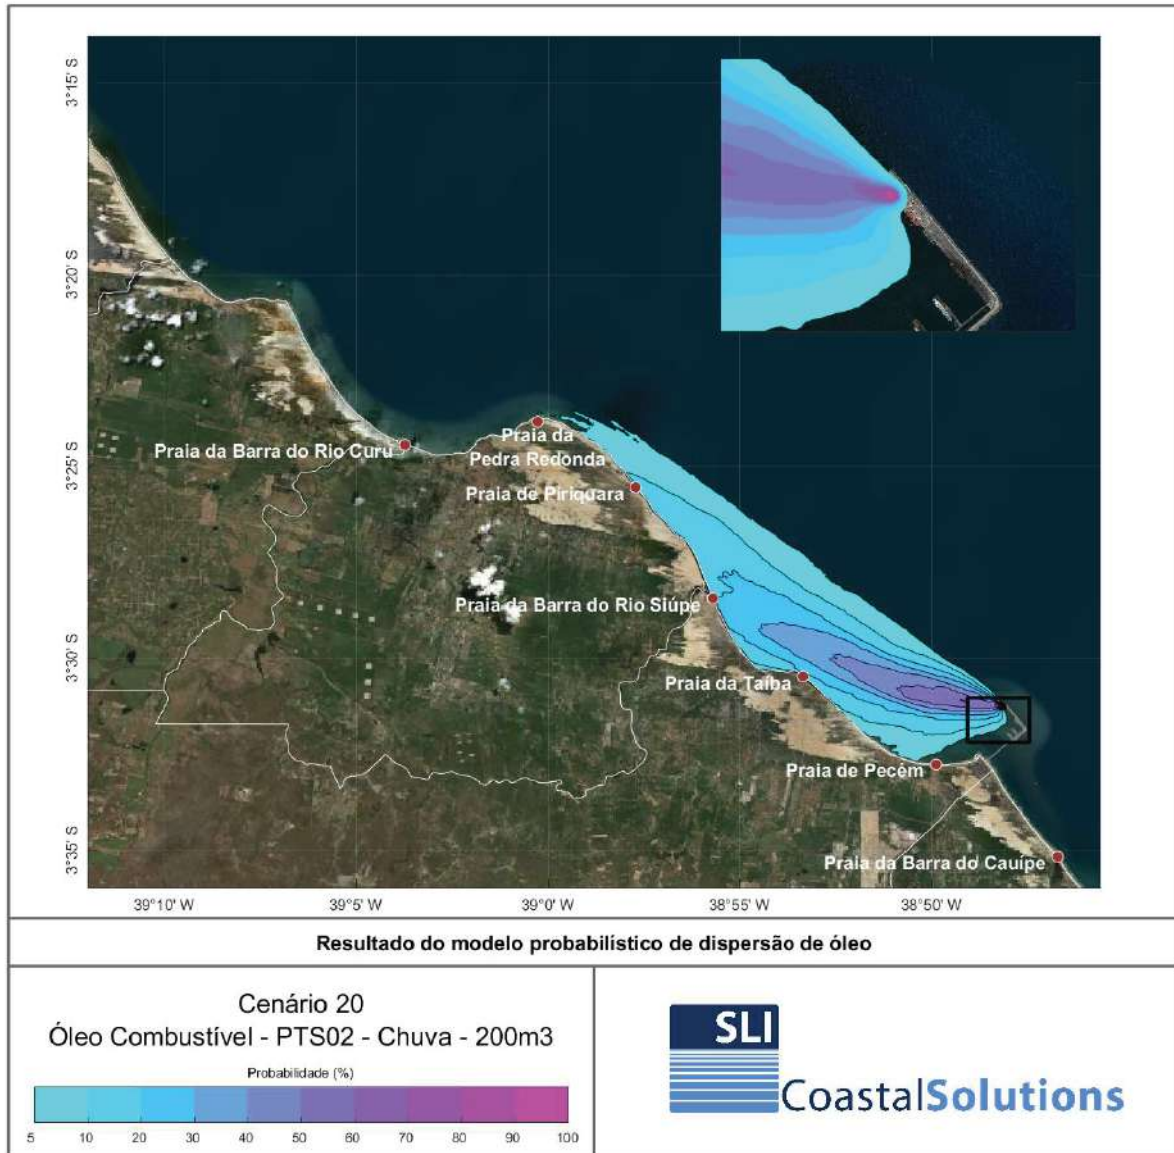 3°15' S
3°20' S
3°25' S
3°30' S
3°35' S
Praia da Barra do Rio Curu
Praia da
Pedra Redonda
Praia de Piriquara
Praia da Barra do Rio Siúpe
Praia da Taíba
Praia de Pecém
Praia da Barra do Cauípe
39°10' W
39°5' W
39°0' W
38°55' W
38°50' W
Resultado do modelo probabilístico de dispersão de óleo
Cenário 20
Óleo Combustível - PTS02 - Chuva - 200m3
Probabilidade (%)
5 10 20 30 40 50 60 70 80 90 100
SLI
CoastalSolutions